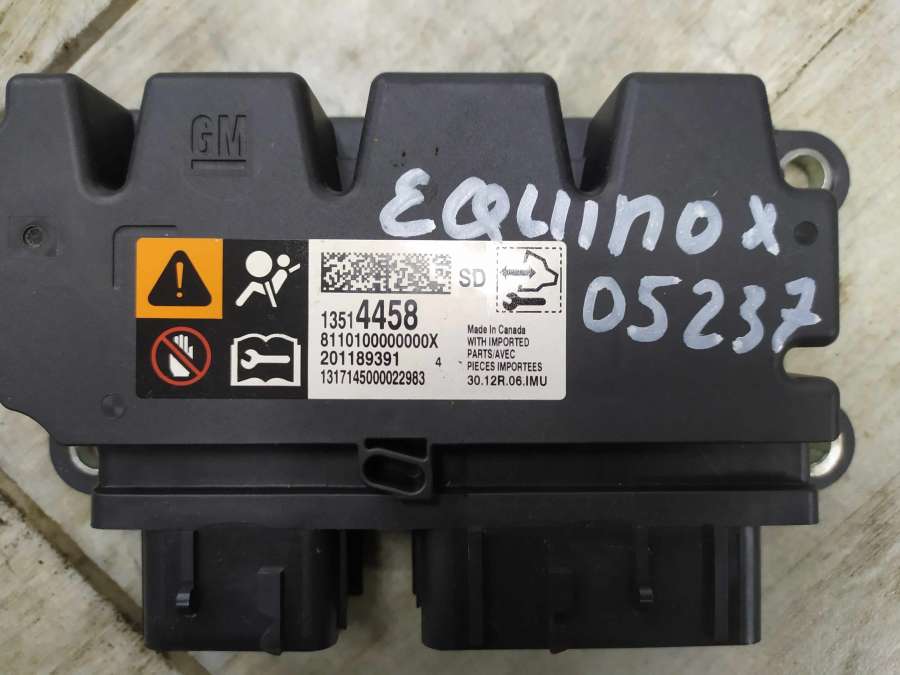 GM
EQUINOX
05237
SD
13514458
8110100000000X
201189391 4
1317145000022983
Made In Canada
WITH IMPORTED
PARTS/AVEC
PIECES IMPORTEES
30.12R.06.IMU